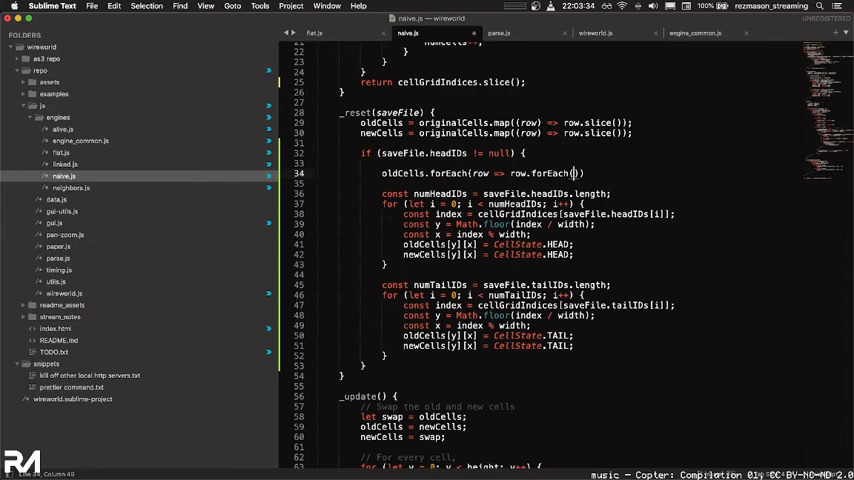 Sublime Text File Edit Selection Find View Goto Tools Project Window Help 100% 22:03:34 rezmason_streaming
naive.js — wireworld UNREGISTERED
FOLDERS
flat.js naive.js parse.js wireworld.js engine_common.js
wireworld
as3 repo
repo
assets
examples
js
engines
alive.js
engine_common.js
flat.js
linked.js
naive.js
neighbors.js
data.js
gui-utils.js
gui.js
pan-zoom.js
paper.js
parse.js
timing.js
utils.js
wireworld.js
readme_assets
stream_notes
index.html
README.md
TODO.txt
snippets
kill off other local http servers.txt
prettier command.txt
wireworld.sublime-project
22 }
23 }
24 }
25 return cellGridIndices.slice();
26 }
27
28 _reset(saveFile) {
29 oldCells = originalCells.map((row) => row.slice());
30 newCells = originalCells.map((row) => row.slice());
31
32 if (saveFile.headIDs != null) {
33
34 oldCells.forEach(row => row.forEach())
35
36 const numHeadIDs = saveFile.headIDs.length;
37 for (let i = 0; i < numHeadIDs; i++) {
38 const index = cellGridIndices[saveFile.headIDs[i]];
39 const y = Math.floor(index / width);
40 const x = index % width;
41 oldCells[y][x] = CellState.HEAD;
42 newCells[y][x] = CellState.HEAD;
43 }
44
45 const numTailIDs = saveFile.tailIDs.length;
46 for (let i = 0; i < numTailIDs; i++) {
47 const index = cellGridIndices[saveFile.tailIDs[i]];
48 const y = Math.floor(index / width);
49 const x = index % width;
50 oldCells[y][x] = CellState.TAIL;
51 newCells[y][x] = CellState.TAIL;
52 }
53 }
54 }
55
56 _update() {
57 // Swap the old and new cells
58 let swap = oldCells;
59 oldCells = newCells;
60 newCells = swap;
61
62 // For every cell,
63 for (let y = 0; y < height; y++) {
RM
Line 34, Column 49
music – Copter: Compilation 01, CC BY-NC-ND 2.0